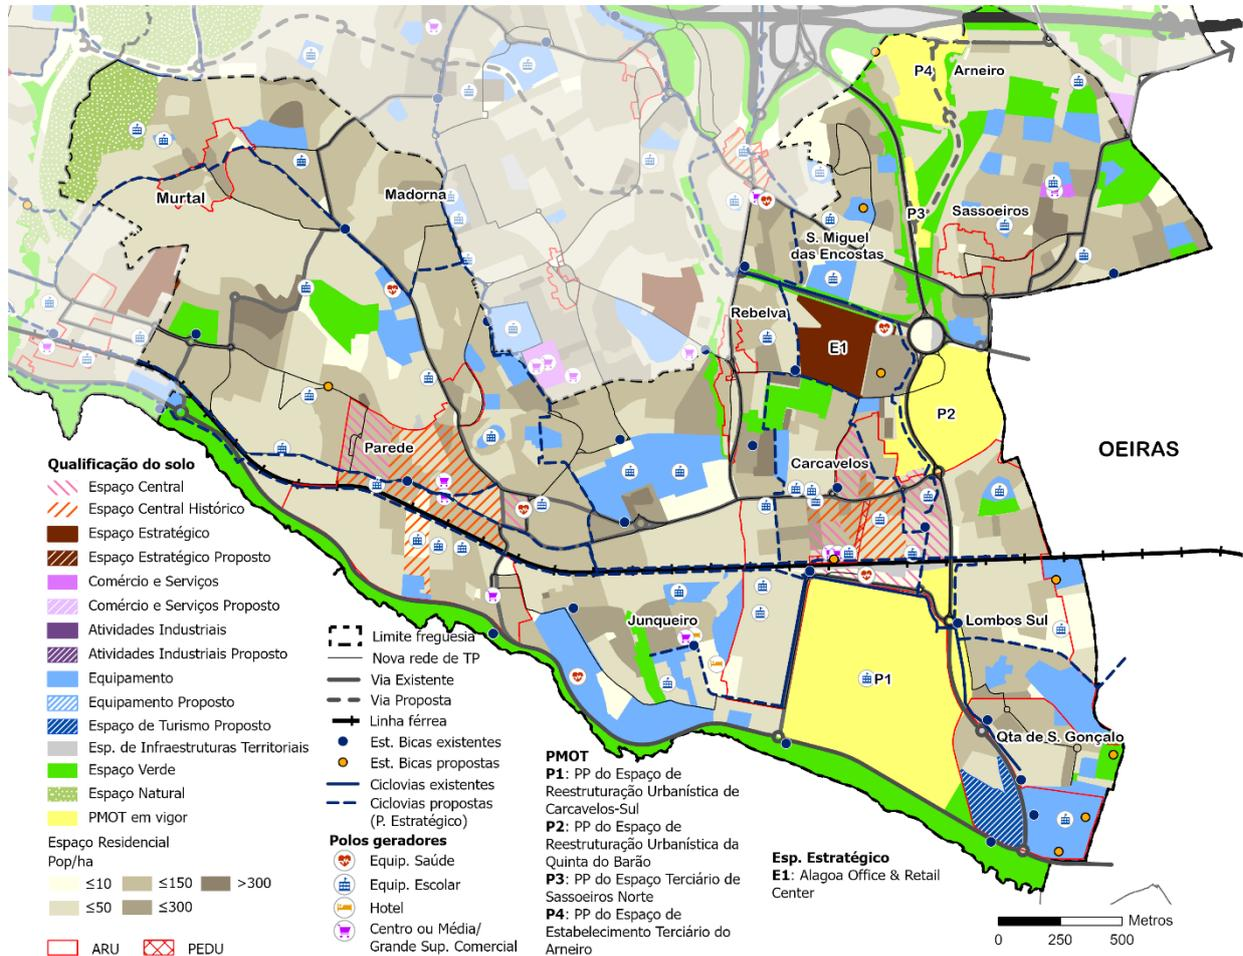 P4
Arneiro
Murtal
Madorna
P3
Sassoeiros
S. Miguel
das Encostas
Rebelva
E1
P2
OEIRAS
Parede
Carcavelos
Junqueiro
Lombos Sul
P1
Qta de S. Gonçalo
Qualificação do solo
Espaço Central
Espaço Central Histórico
Espaço Estratégico
Espaço Estratégico Proposto
Comércio e Serviços
Comércio e Serviços Proposto
Atividades Industriais
Atividades Industriais Proposto
Equipamento
Equipamento Proposto
Espaço de Turismo Proposto
Esp. de Infraestruturas Territoriais
Espaço Verde
Espaço Natural
PMOT em vigor
Espaço Residencial
Pop/ha
≤10 ≤150 >300
≤50 ≤300
ARU PEDU
Limite freguesia
Nova rede de TP
Via Existente
Via Proposta
Linha férrea
Est. Bicas existentes
Est. Bicas propostas
Ciclovias existentes
Ciclovias propostas
(P. Estratégico)
Polos geradores
Equip. Saúde
Equip. Escolar
Hotel
Centro ou Média/
Grande Sup. Comercial
PMOT
P1: PP do Espaço de
Reestruturação Urbanística de
Carcavelos-Sul
P2: PP do Espaço de
Reestruturação Urbanística da
Quinta do Barão
P3: PP do Espaço Terciário de
Sassoeiros Norte
P4: PP do Espaço de
Estabelecimento Terciário do
Arneiro
Esp. Estratégico
E1: Alagoa Office & Retail
Center
Metros
0 250 500